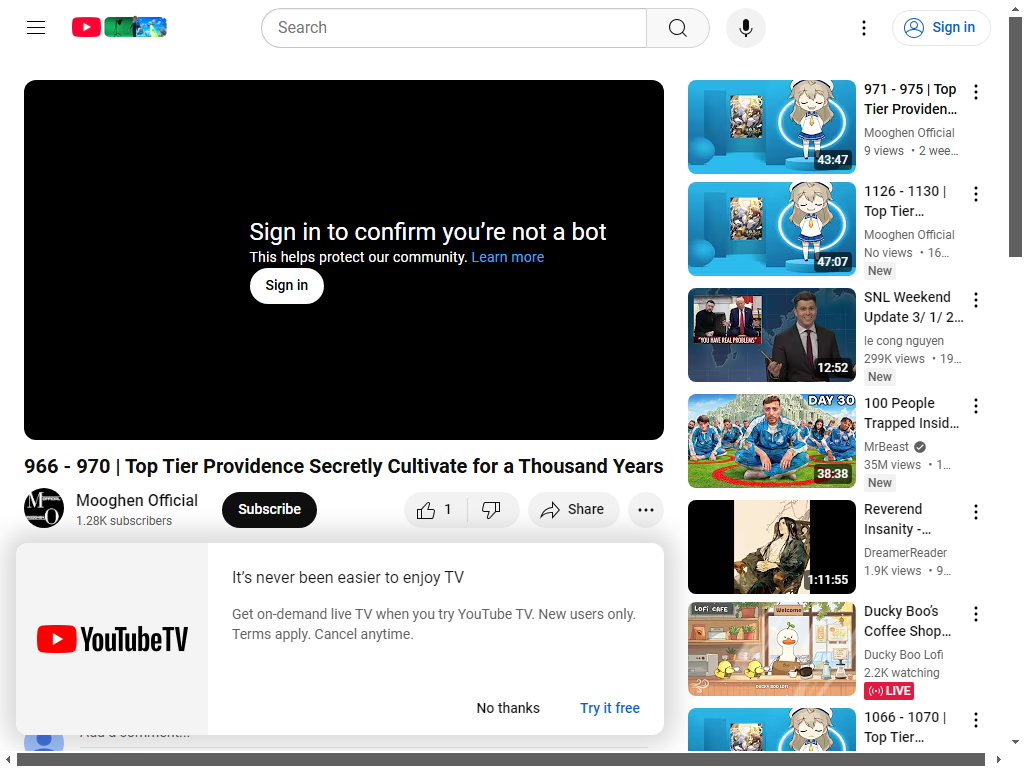 Search
Sign in
Sign in to confirm you’re not a bot
This helps protect our community. Learn more
Sign in
966 - 970 | Top Tier Providence Secretly Cultivate for a Thousand Years
Mooghen Official
1.28K subscribers
Subscribe
1
Share
It’s never been easier to enjoy TV
Get on-demand live TV when you try YouTube TV. New users only.
Terms apply. Cancel anytime.
YouTubeTV
No thanks
Try it free
Add a comment...
43:47
971 - 975 | Top
Tier Providen…
Mooghen Official
9 views • 2 wee…
47:07
1126 - 1130 |
Top Tier…
Mooghen Official
No views • 16…
New
"YOU HAVE REAL PROBLEMS"
12:52
SNL Weekend
Update 3/ 1/ 2…
le cong nguyen
299K views • 19…
New
DAY 30
38:38
100 People
Trapped Insid…
MrBeast
35M views • 1…
New
1:11:55
Reverend
Insanity -…
DreamerReader
1.9K views • 9…
LOFI CAFE
Welcome
DUCKY BOO LOFI
Ducky Boo’s
Coffee Shop…
Ducky Boo Lofi
2.2K watching
LIVE
1066 - 1070 |
Top Tier…